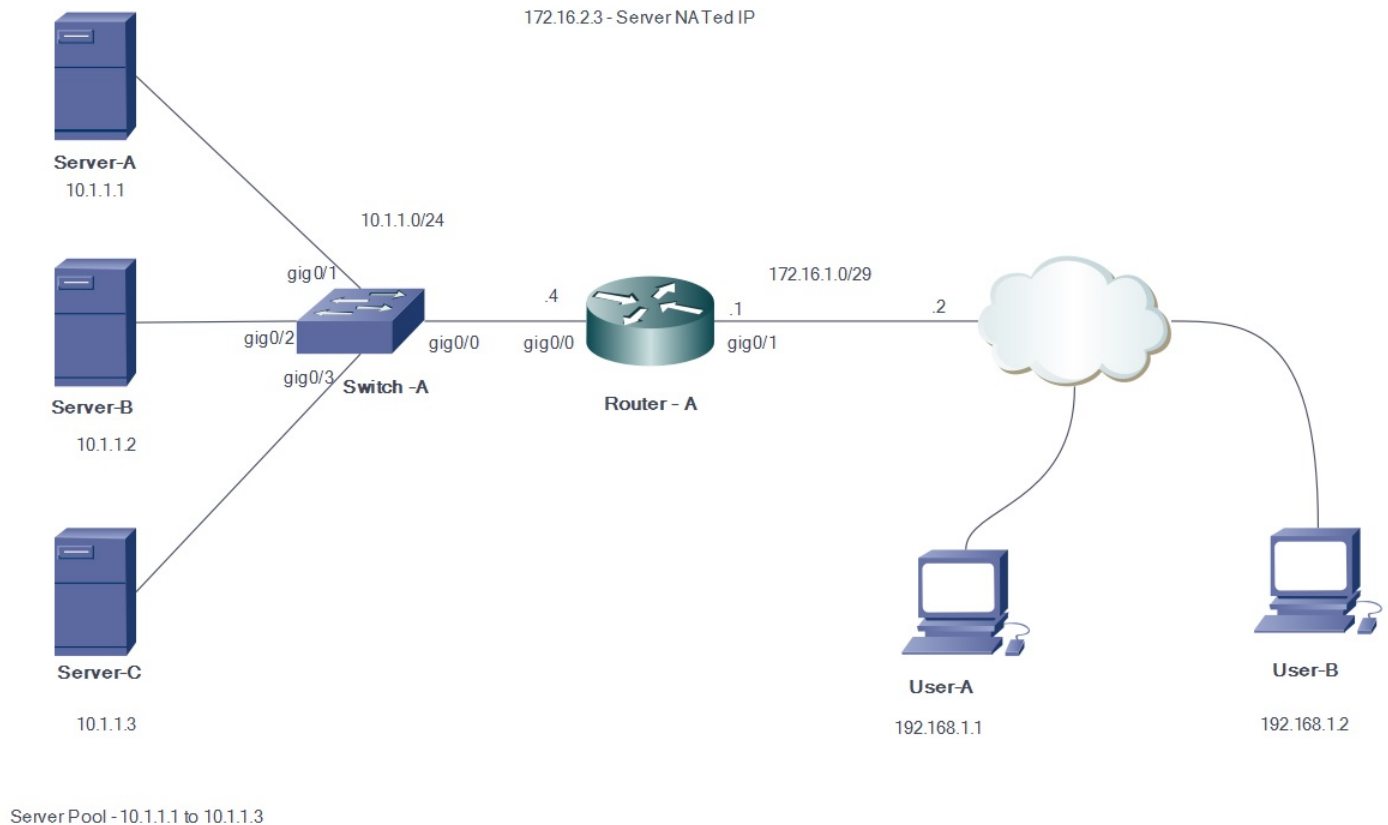 172.16.2.3 - Server NATed IP
Server-A
10.1.1.1
10.1.1.0/24
gig0/1
Server-B
10.1.1.2
gig0/2
gig0/3
Switch -A
gig0/0
.4
gig0/0
Router - A
.1
gig0/1
172.16.1.0/29
.2
Server-C
10.1.1.3
User-A
192.168.1.1
User-B
192.168.1.2
Server Pool - 10.1.1.1 to 10.1.1.3